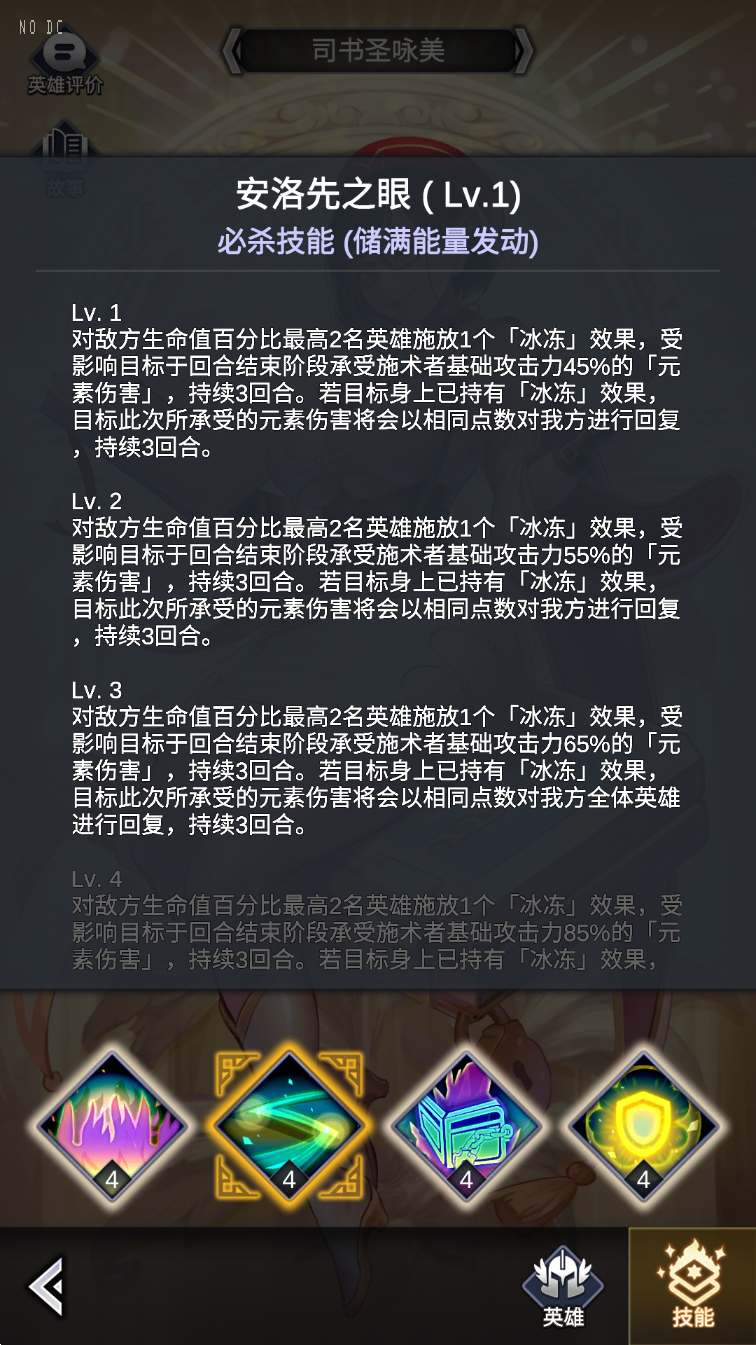 NO DC
司书圣咏美
英雄评价
故事
安洛先之眼 ( Lv.1)
必杀技能 (储满能量发动)
Lv. 1
对敌方生命值百分比最高2名英雄施放1个「冰冻」效果，受
影响目标于回合结束阶段承受施术者基础攻击力45%的「元
素伤害」，持续3回合。若目标身上已持有「冰冻」效果，
目标此次所承受的元素伤害将会以相同点数对我方进行回复
，持续3回合。
Lv. 2
对敌方生命值百分比最高2名英雄施放1个「冰冻」效果，受
影响目标于回合结束阶段承受施术者基础攻击力55%的「元
素伤害」，持续3回合。若目标身上已持有「冰冻」效果，
目标此次所承受的元素伤害将会以相同点数对我方进行回复
，持续3回合。
Lv. 3
对敌方生命值百分比最高2名英雄施放1个「冰冻」效果，受
影响目标于回合结束阶段承受施术者基础攻击力65%的「元
素伤害」，持续3回合。若目标身上已持有「冰冻」效果，
目标此次所承受的元素伤害将会以相同点数对我方全体英雄
进行回复，持续3回合。
Lv. 4
对敌方生命值百分比最高2名英雄施放1个「冰冻」效果，受
影响目标于回合结束阶段承受施术者基础攻击力85%的「元
素伤害」，持续3回合。若目标身上已持有「冰冻」效果，
4
4
4
4
英雄
技能